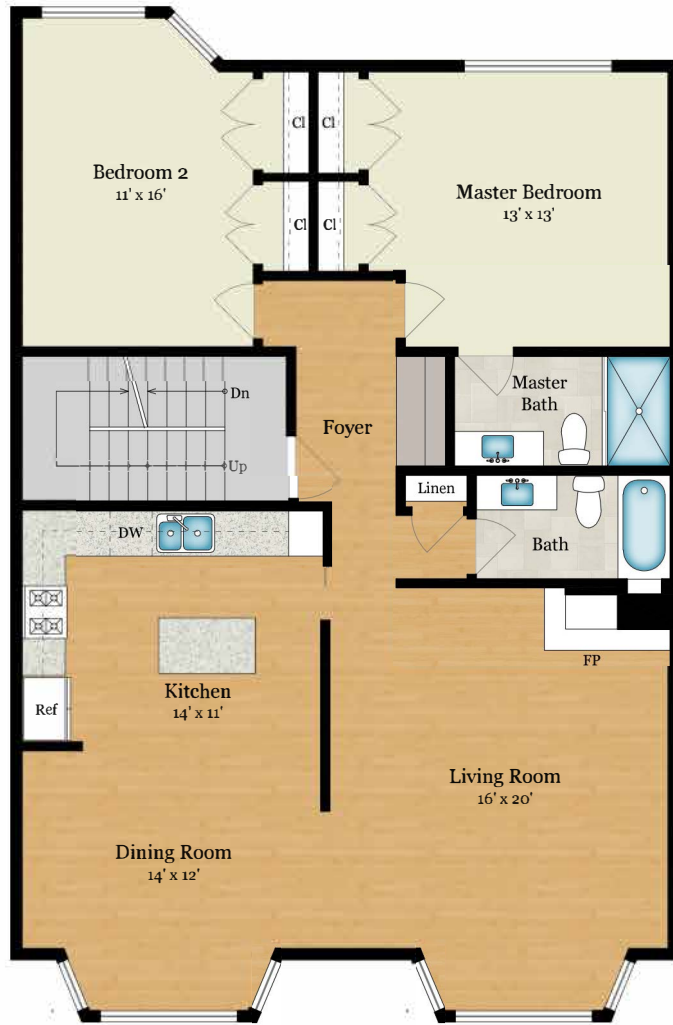 Cl
Cl
Bedroom 2
11' x 16'
Master Bedroom
13' x 13'
Cl
Cl
Dn
Up
Foyer
Master
Bath
Linen
DW
Bath
FP
Ref
Kitchen
14' x 11'
Living Room
16' x 20'
Dining Room
14' x 12'